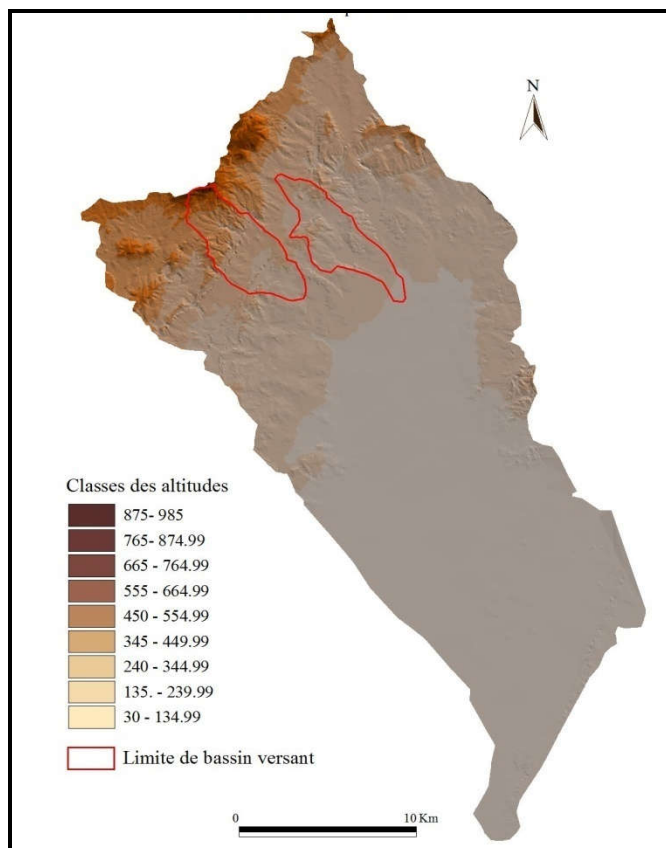 N
Classes des altitudes
875- 985
765- 874.99
665 - 764.99
555 - 664.99
450 - 554.99
345 - 449.99
240 - 344.99
135. - 239.99
30 - 134.99
Limite de bassin versant
0 10 Km